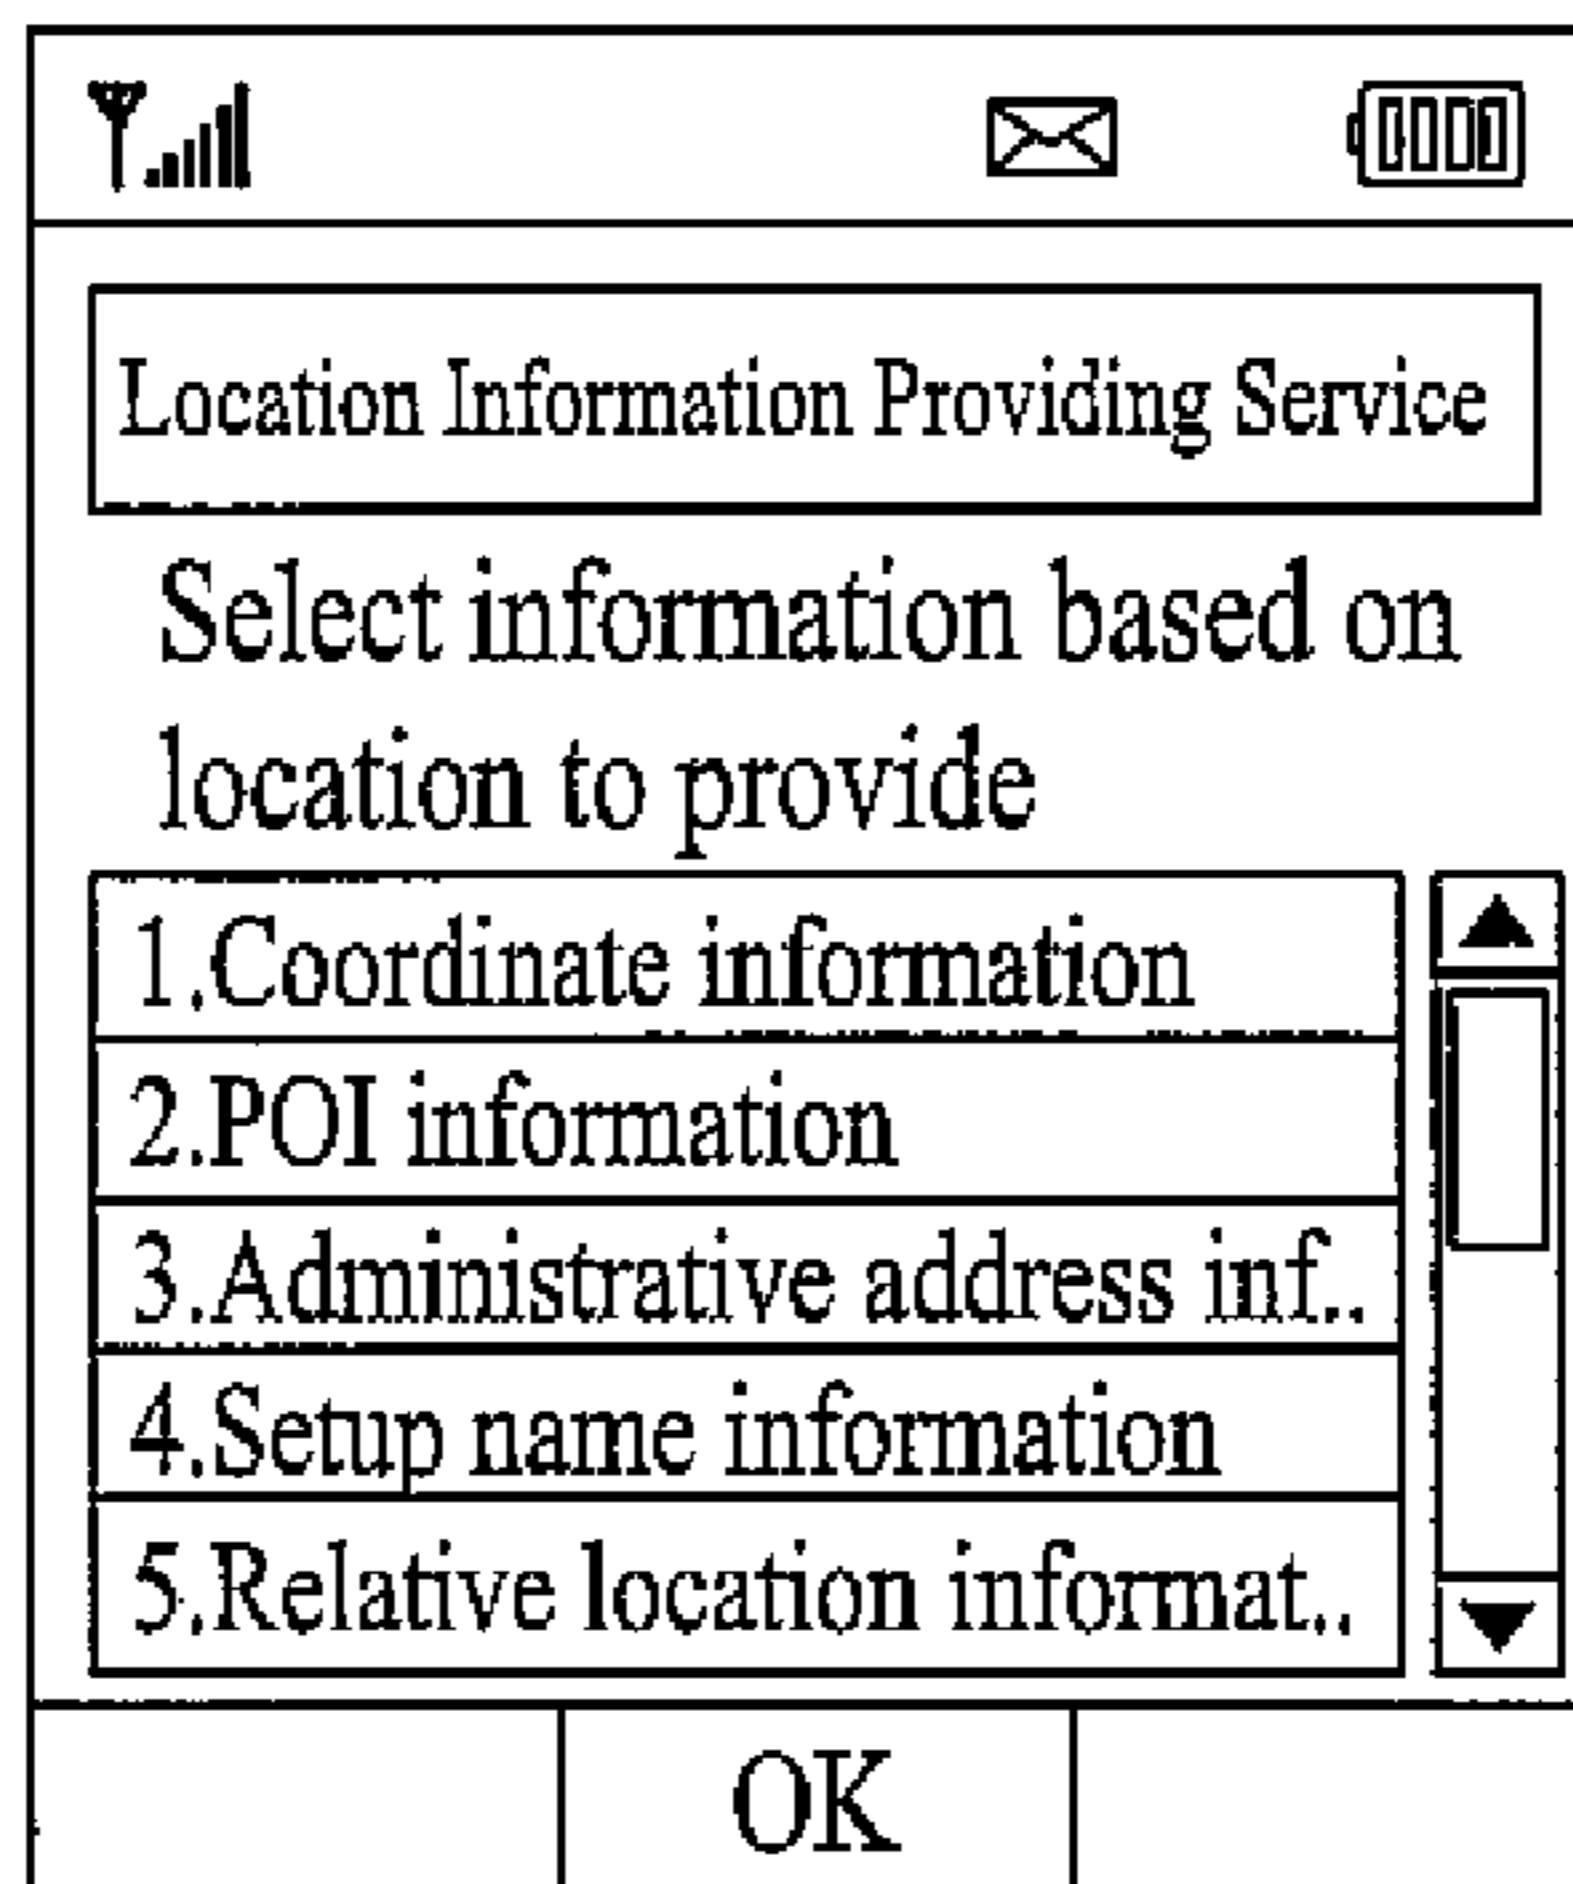 Location Information Providing Service
Select information based on
location to provide
1.Coordinate information
2.POI information
3.Administrative address inf..
4.Setup name information
5.Relative location informat..
OK